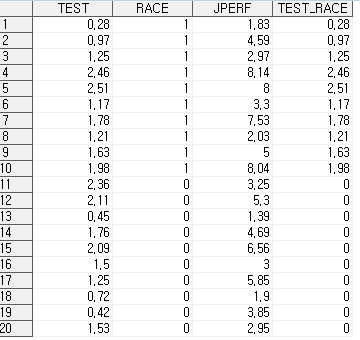 TEST RACE JPERF TEST_RACE
1 0,28 1 1,83 0,28
2 0,97 1 4,59 0,97
3 1,25 1 2,97 1,25
4 2,46 1 8,14 2,46
5 2,51 1 8 2,51
6 1,17 1 3,3 1,17
7 1,78 1 7,53 1,78
8 1,21 1 2,03 1,21
9 1,63 1 5 1,63
10 1,98 1 8,04 1,98
11 2,36 0 3,25 0
12 2,11 0 5,3 0
13 0,45 0 1,39 0
14 1,76 0 4,69 0
15 2,09 0 6,56 0
16 1,5 0 3 0
17 1,25 0 5,85 0
18 0,72 0 1,9 0
19 0,42 0 3,85 0
20 1,53 0 2,95 0